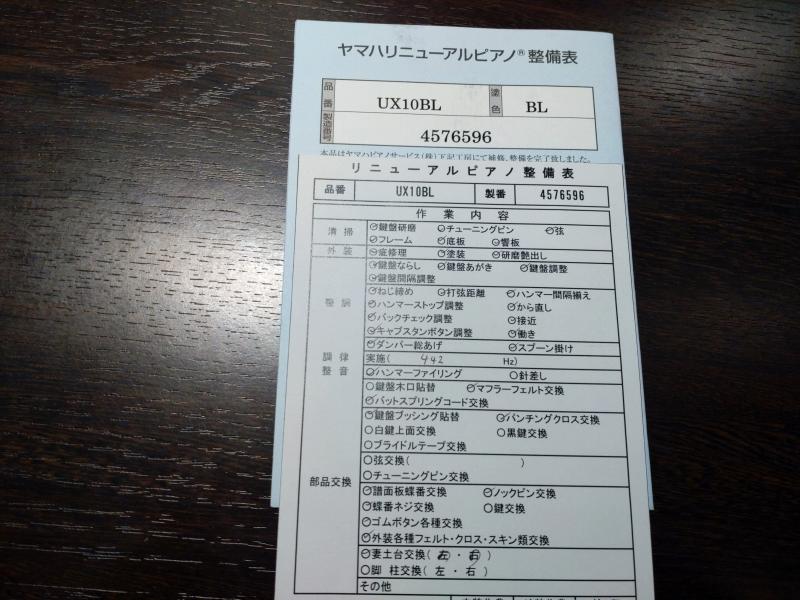 ヤマハリニューアルピアノ®整備表
品番 UX10BL 塗色 BL
製造番号 4576596
本品はヤマハピアノサービス(株)下記工房にて補修、整備を完了致しました。
リニューアルピアノ整備表
品番 UX10BL 製番 4576596
作業内容
清掃 鍵盤研磨 チューニングピン 弦
フレーム 底板 響板
外装 疵修理 塗装 研磨艶出し
整調 鍵盤ならし 鍵盤あがき 鍵盤調整
鍵盤間隔調整
ねじ締め 打弦距離 ハンマー間隔揃え
ハンマーストップ調整 から直し
バックチェック調整 接近
キャプスタンボタン調整 働き
ダンパー総あげ スプーン掛け
調律 実施( 442 Hz)
整音 ハンマーファイリング ○針差し
部品交換 ○鍵盤木口貼替 マフラーフェルト交換
バットスプリングコード交換
鍵盤ブッシング貼替 パンチングクロス交換
○白鍵上面交換 ○黒鍵交換
○ブライドルテープ交換
○弦交換( )
○チューニングピン交換
譜面板蝶番交換 ノックピン交換
蝶番ネジ交換 ○鍵交換
ゴムボタン各種交換
外装各種フェルト・クロス・スキン類交換
妻土台交換(左・右)
○脚 柱交換(左・右)
その他